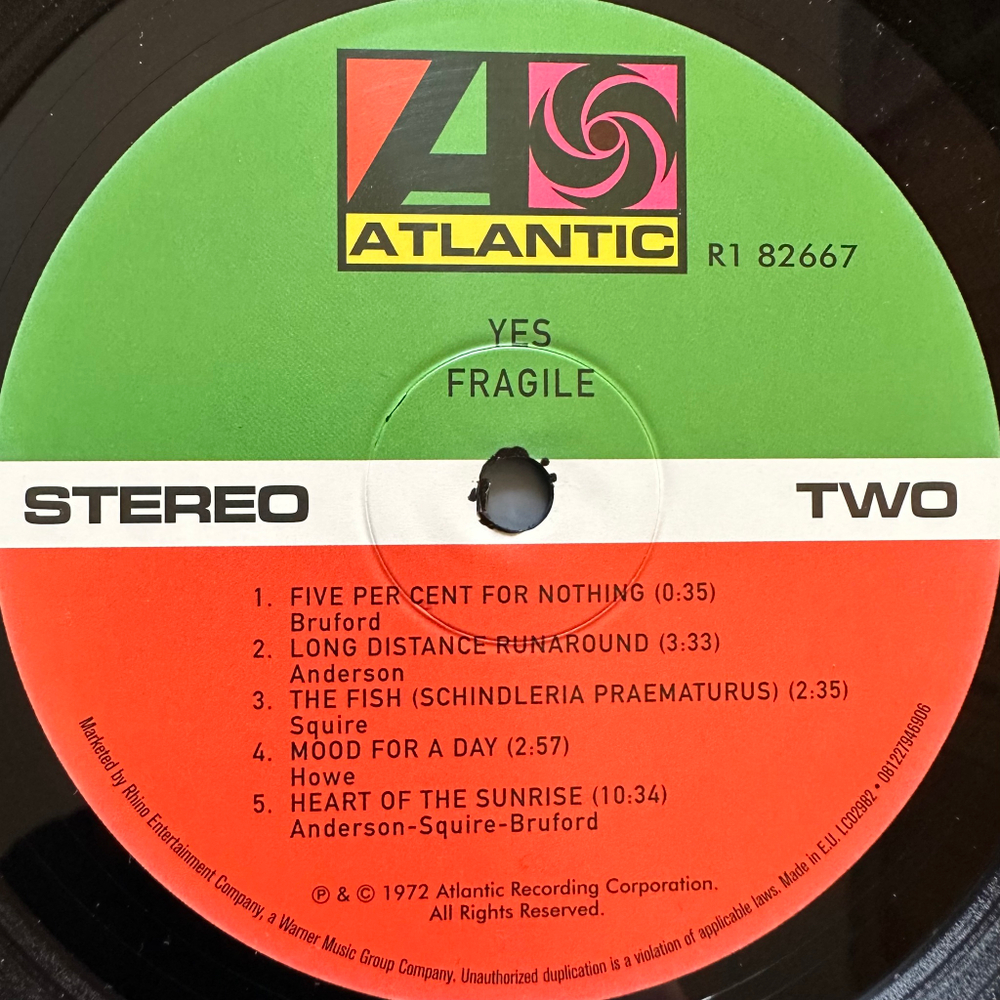 ATLANTIC
R1 82667
YES
FRAGILE
STEREO
TWO
1. FIVE PER CENT FOR NOTHING (0:35)
Bruford
2. LONG DISTANCE RUNAROUND (3:33)
Anderson
3. THE FISH (SCHINDLERIA PRAEMATURUS) (2:35)
Squire
4. MOOD FOR A DAY (2:57)
Howe
5. HEART OF THE SUNRISE (10:34)
Anderson-Squire-Bruford
℗ & © 1972 Atlantic Recording Corporation.
All Rights Reserved.
Marketed by Rhino Entertainment Company, a Warner Music Group Company. Unauthorized duplication is a violation of applicable laws. Made in E.U. LC02982 • 081227946906